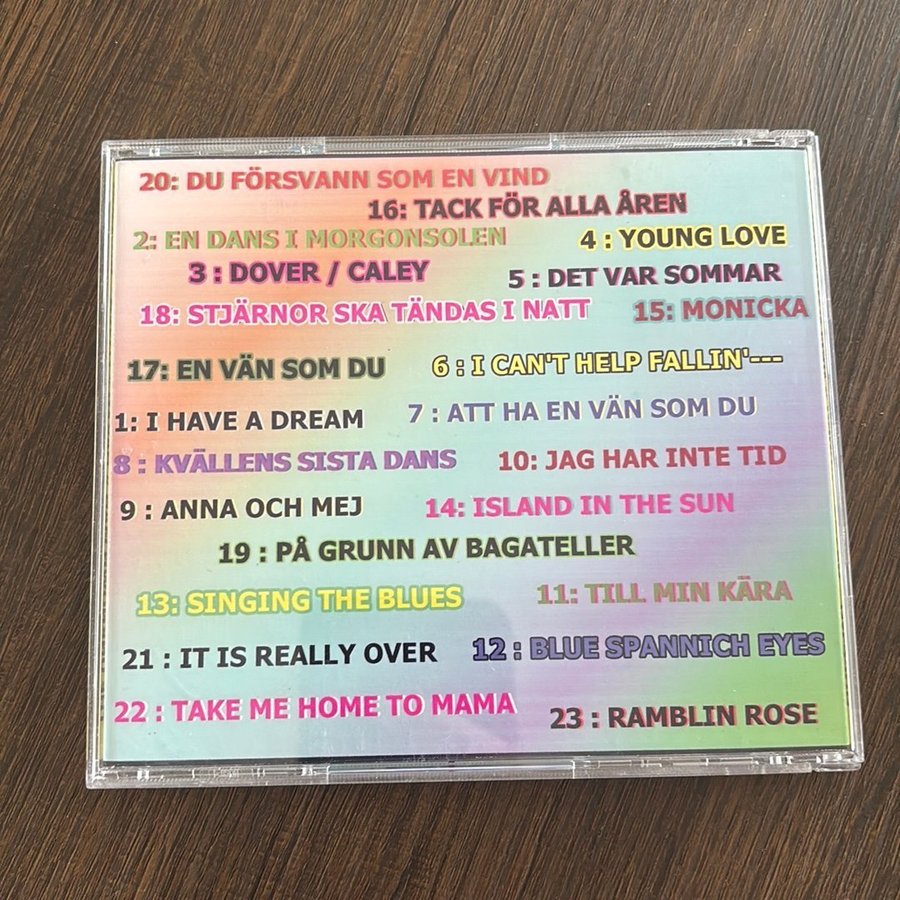 20: DU FÖRSVANN SOM EN VIND
16: TACK FÖR ALLA ÅREN
2: EN DANS I MORGONSOLEN
4 : YOUNG LOVE
3 : DOVER / CALEY
5 : DET VAR SOMMAR
18: STJÄRNOR SKA TÄNDAS I NATT
15: MONICKA
17: EN VÄN SOM DU
6 : I CAN'T HELP FALLIN'---
1: I HAVE A DREAM
7 : ATT HA EN VÄN SOM DU
8 : KVÄLLENS SISTA DANS
10: JAG HAR INTE TID
9 : ANNA OCH MEJ
14: ISLAND IN THE SUN
19 : PÅ GRUNN AV BAGATELLER
13: SINGING THE BLUES
11: TILL MIN KÄRA
21 : IT IS REALLY OVER
12 : BLUE SPANNICH EYES
22 : TAKE ME HOME TO MAMA
23 : RAMBLIN ROSE